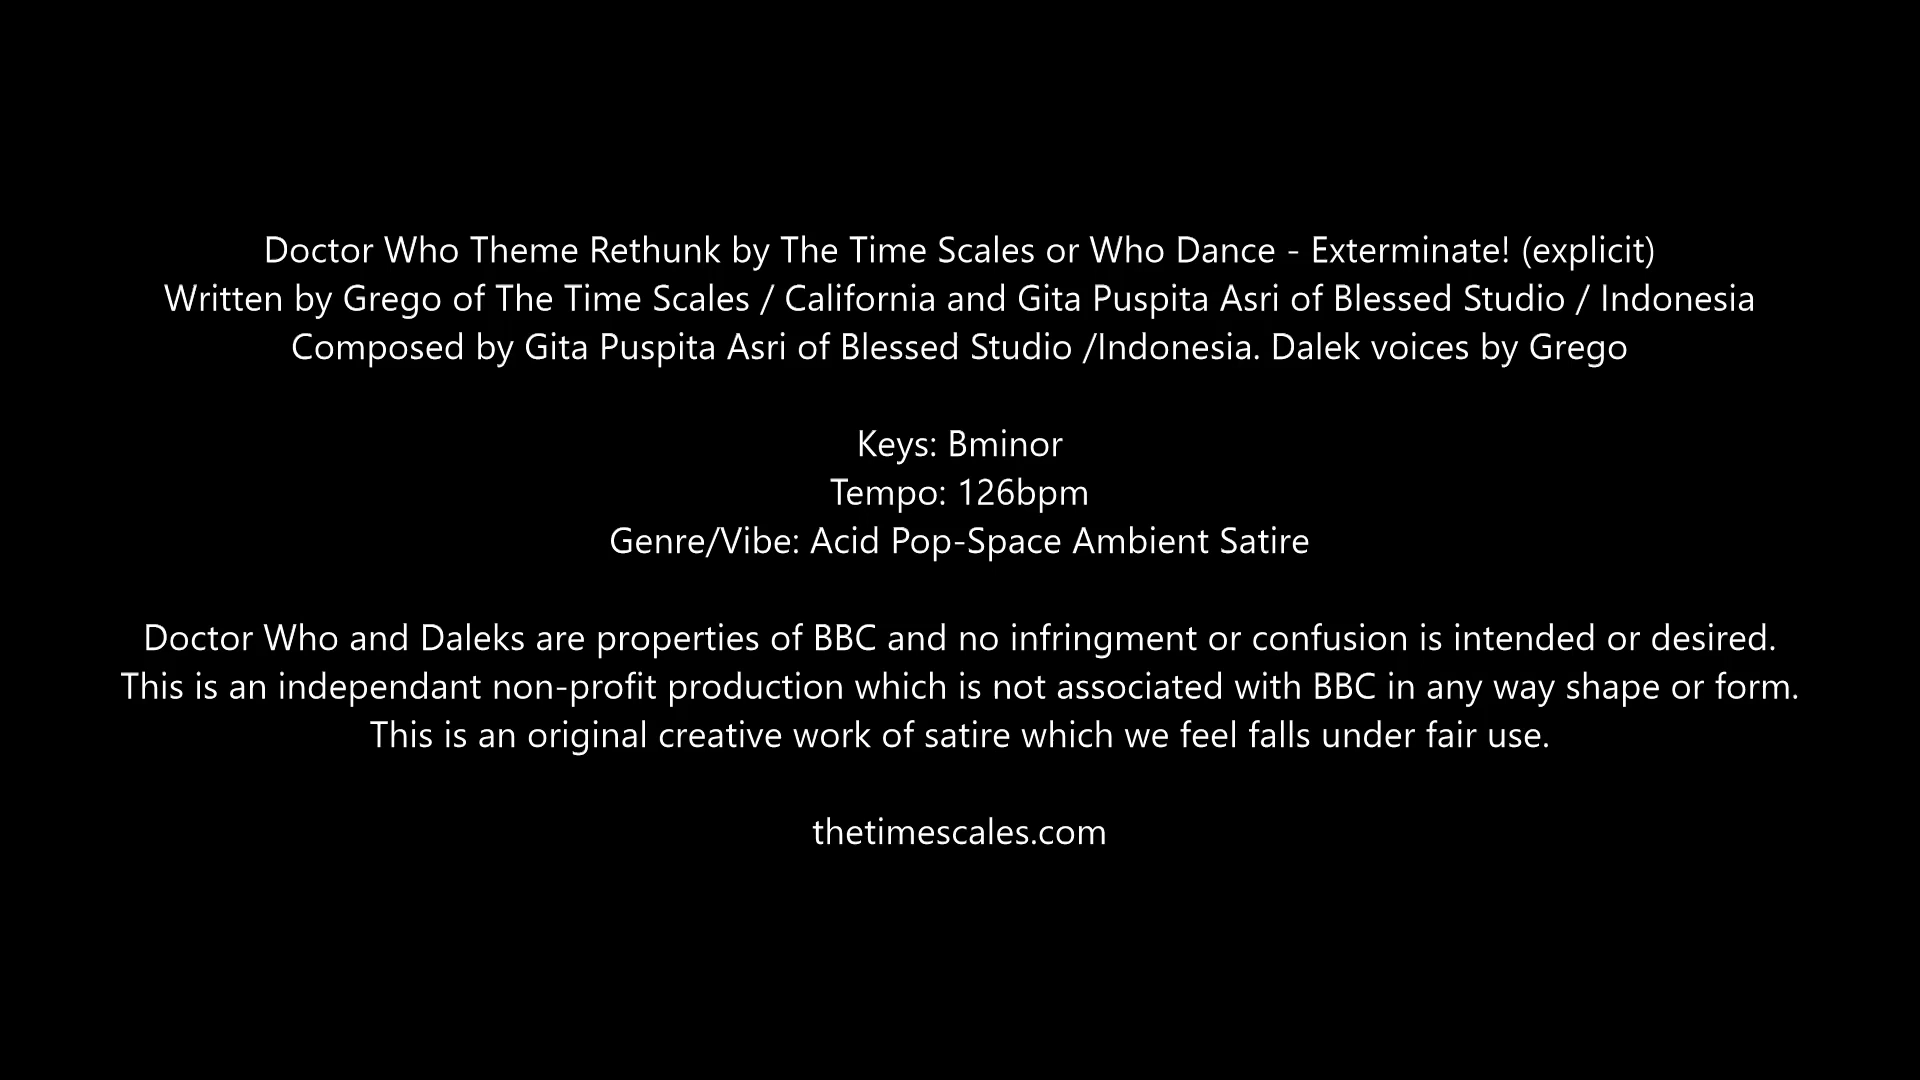 Doctor Who Theme Rethunk by The Time Scales or Who Dance - Exterminate! (explicit)
Written by Grego of The Time Scales / California and Gita Puspita Asri of Blessed Studio / Indonesia
Composed by Gita Puspita Asri of Blessed Studio /Indonesia. Dalek voices by Grego
Keys: Bminor
Tempo: 126bpm
Genre/Vibe: Acid Pop-Space Ambient Satire
Doctor Who and Daleks are properties of BBC and no infringment or confusion is intended or desired.
This is an independant non-profit production which is not associated with BBC in any way shape or form.
This is an original creative work of satire which we feel falls under fair use.
thetimescales.com